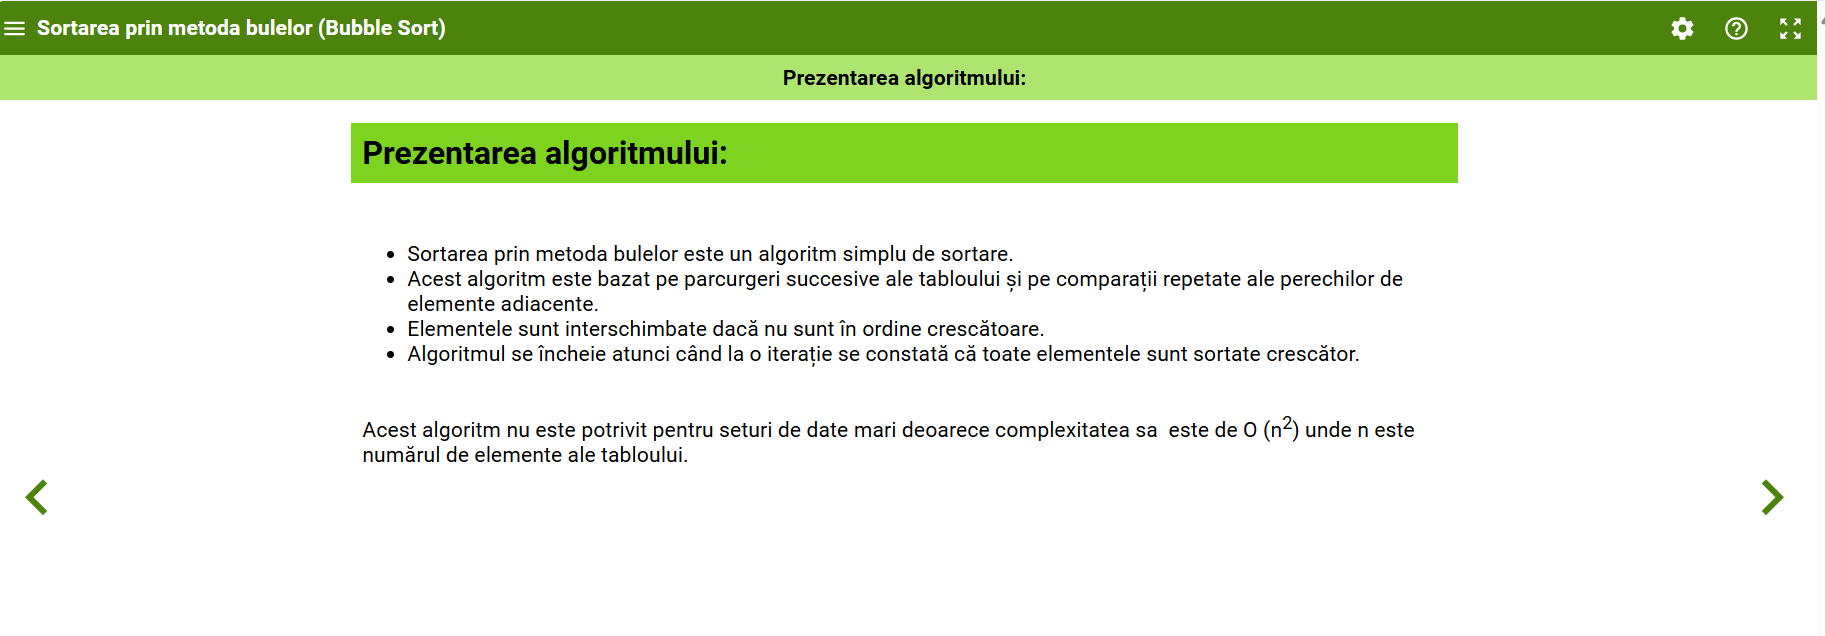 Sortarea prin metoda bulelor (Bubble Sort)
Prezentarea algoritmului:
Prezentarea algoritmului:
• Sortarea prin metoda bulelor este un algoritm simplu de sortare.
• Acest algoritm este bazat pe parcurgeri succesive ale tabloului și pe comparații repetate ale perechilor de
elemente adiacente.
• Elementele sunt interschimbate dacă nu sunt în ordine crescătoare.
• Algoritmul se încheie atunci când la o iterație se constată că toate elementele sunt sortate crescător.
Acest algoritm nu este potrivit pentru seturi de date mari deoarece complexitatea sa  este de O (n²) unde n este
numărul de elemente ale tabloului.